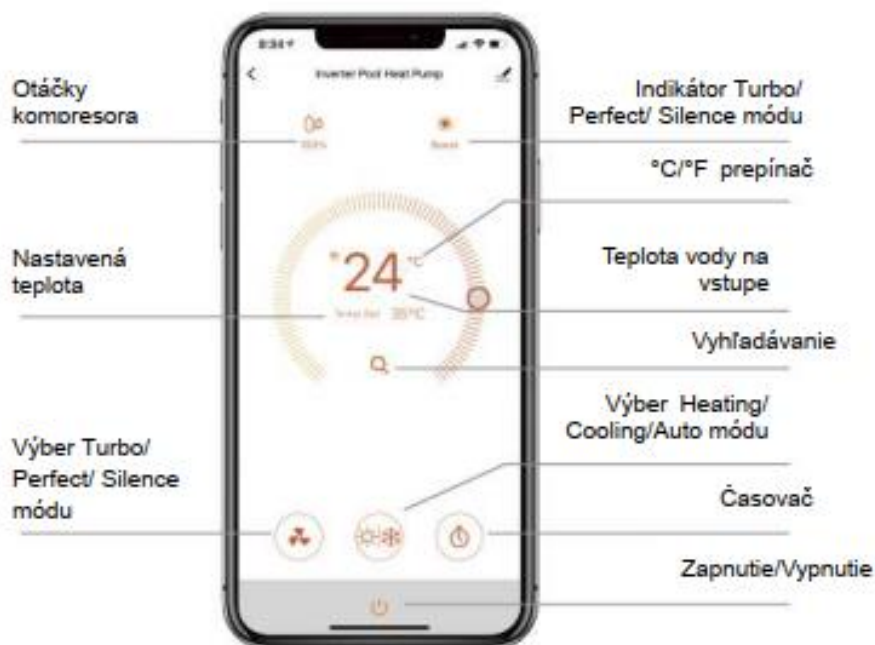 Otáčky
kompresora
Nastavená
teplota
Výber Turbo/
Perfect/ Silence
módu
Inverter Pool Heat Pump
24 °C
35°C
Indikátor Turbo/
Perfect/ Silence módu
°C/°F prepínač
Teplota vody na
vstupe
Vyhľadávanie
Výber Heating/
Cooling/Auto módu
Časovač
Zapnutie/Vypnutie